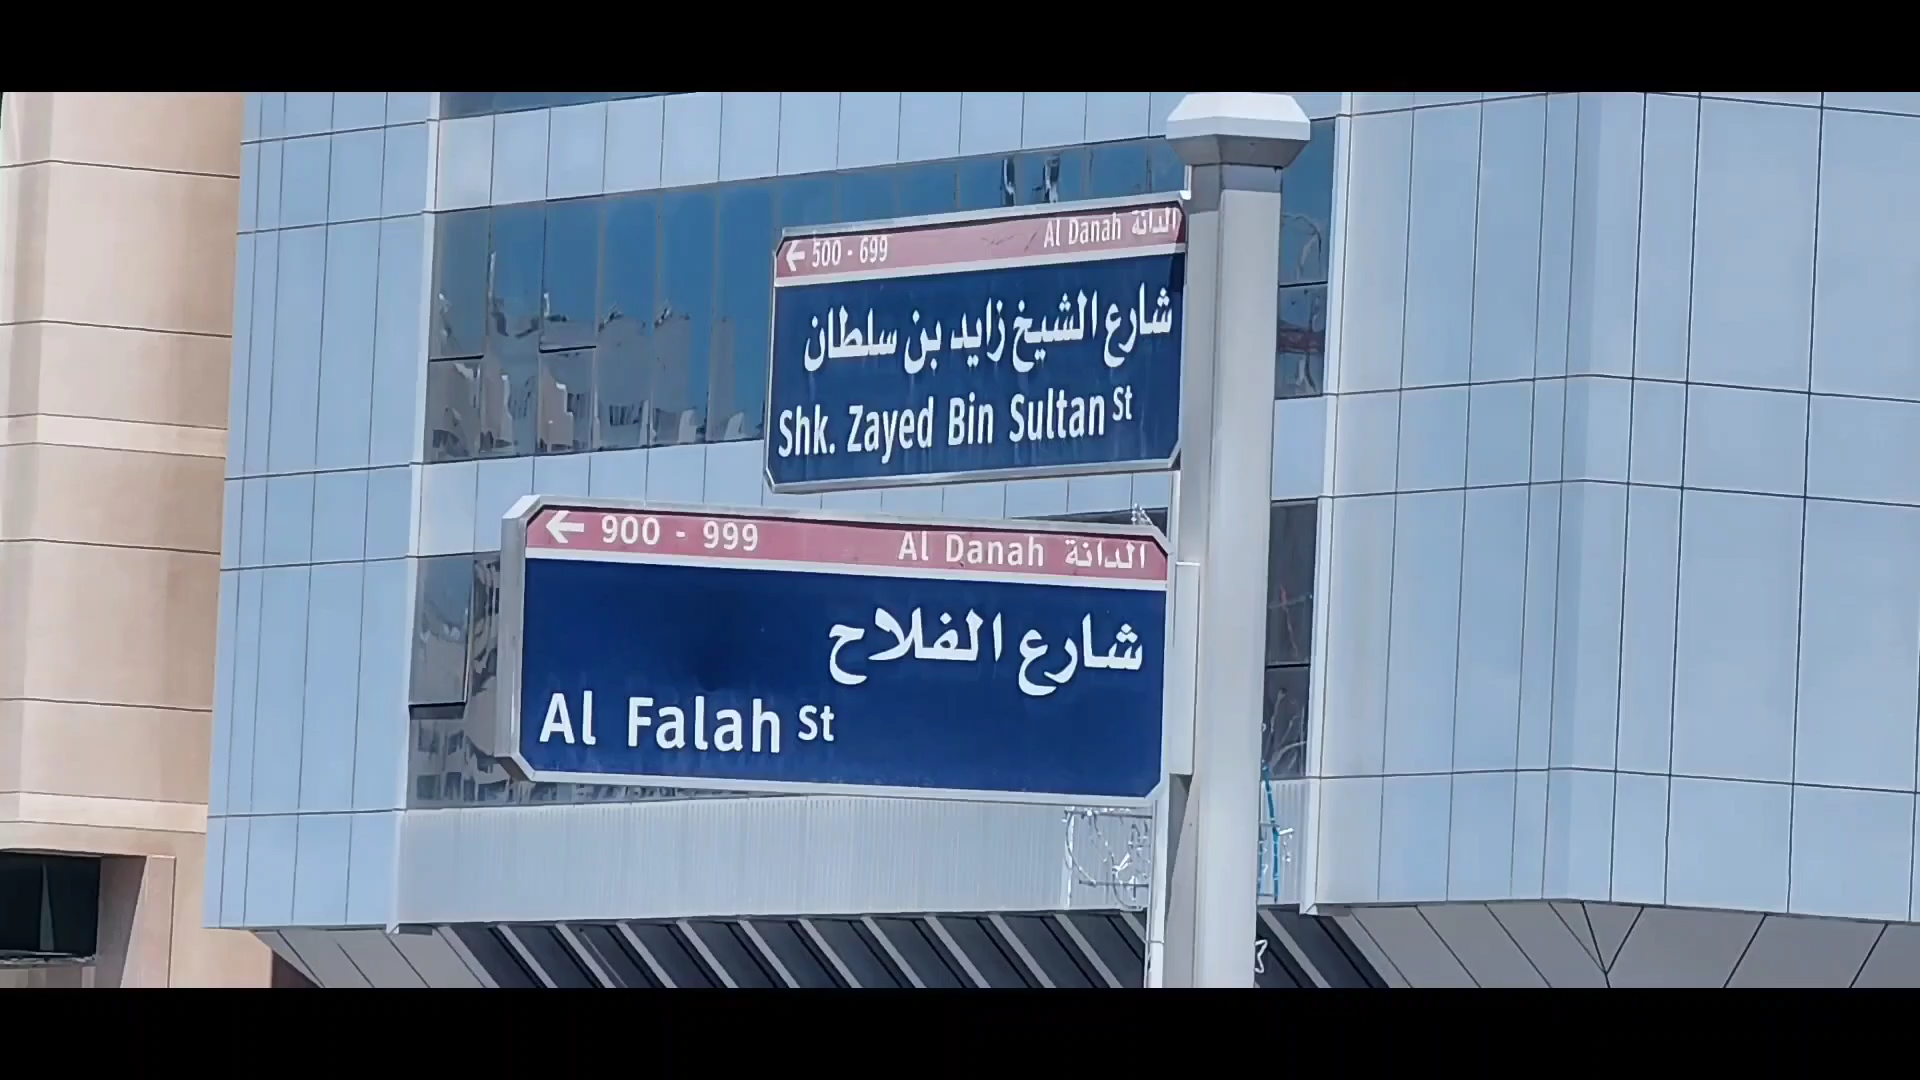 ← 500 - 699 Al Danah الدانة
شارع الشيخ زايد بن سلطان
Shk. Zayed Bin Sultan St
← 900 - 999 Al Danah الدانة
شارع الفلاح
Al Falah St